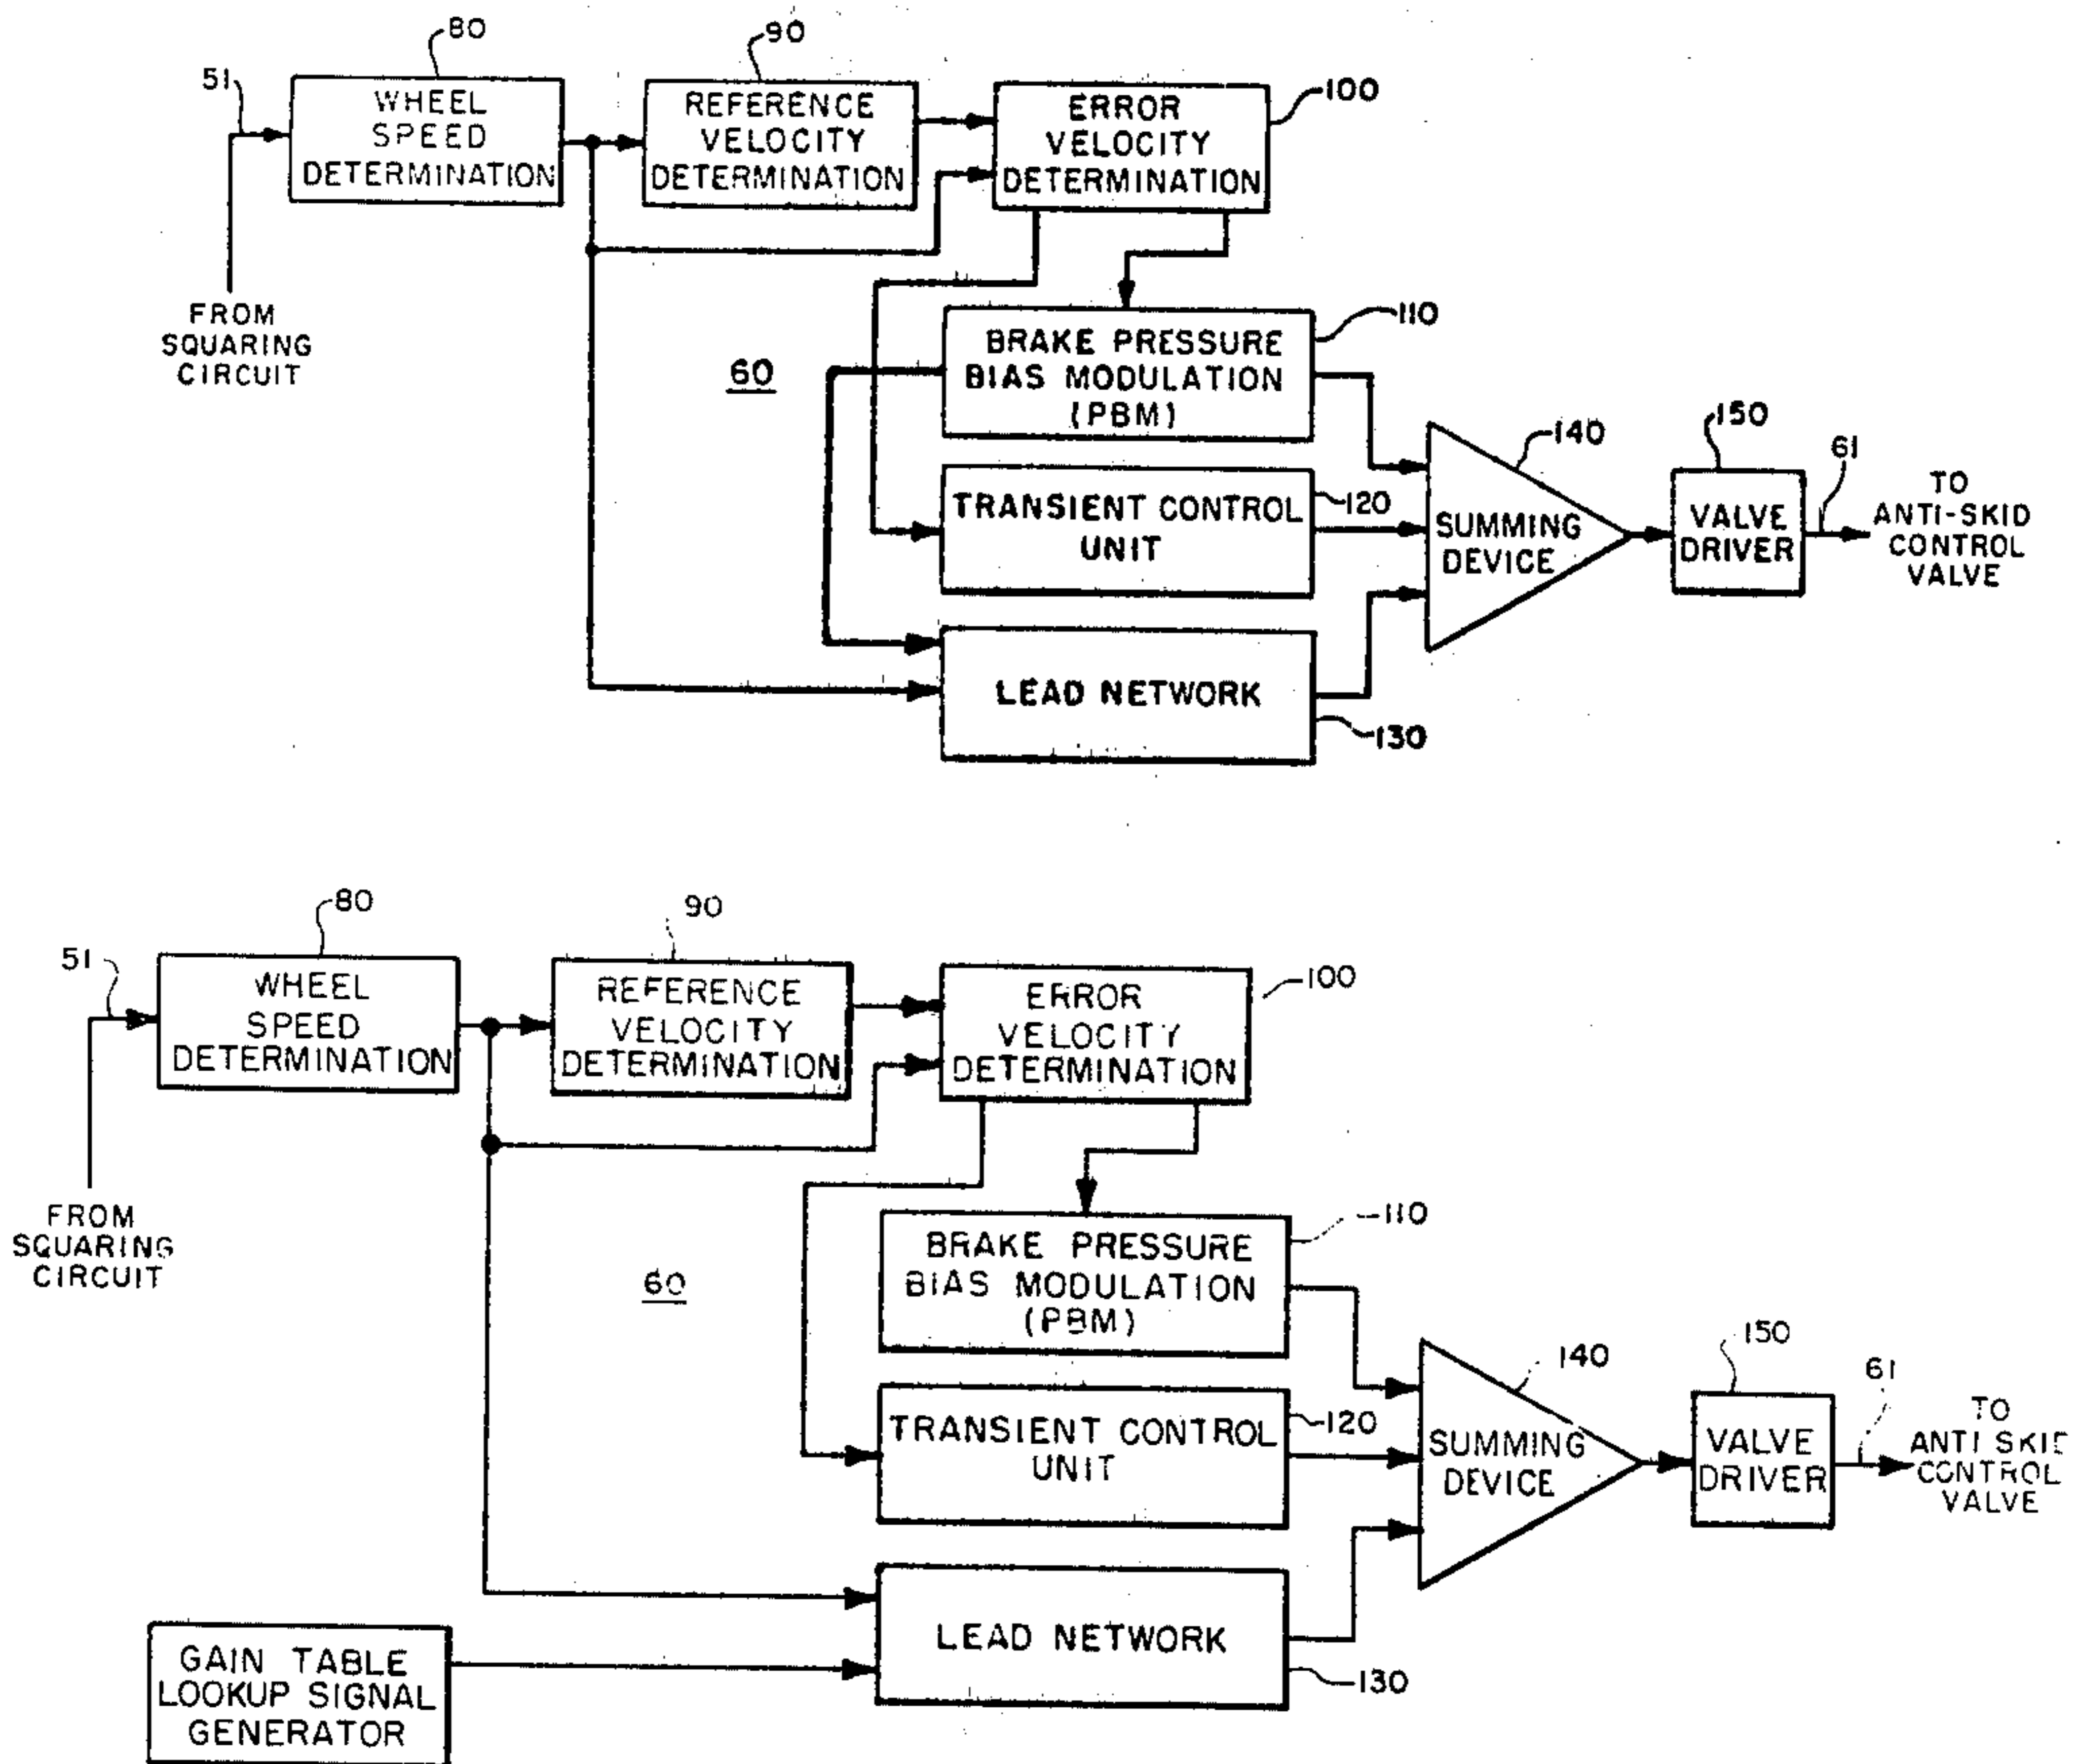 80
90
51
WHEEL
SPEED
DETERMINATION
REFERENCE
VELOCITY
DETERMINATION
ERROR
VELOCITY
DETERMINATION
100
FROM
SQUARING
CIRCUIT
60
BRAKE PRESSURE
BIAS MODULATION
(PBM)
110
TRANSIENT CONTROL
UNIT
120
LEAD NETWORK
130
SUMMING
DEVICE
140
VALVE
DRIVER
150
61
TO
ANTI-SKID
CONTROL
VALVE
80
90
51
WHEEL
SPEED
DETERMINATION
REFERENCE
VELOCITY
DETERMINATION
ERROR
VELOCITY
DETERMINATION
100
FROM
SQUARING
CIRCUIT
60
BRAKE PRESSURE
BIAS MODULATION
(PBM)
110
TRANSIENT CONTROL
UNIT
120
SUMMING
DEVICE
140
VALVE
DRIVER
150
61
TO
ANTI SKID
CONTROL
VALVE
LEAD NETWORK
130
GAIN TABLE
LOOKUP SIGNAL
GENERATOR